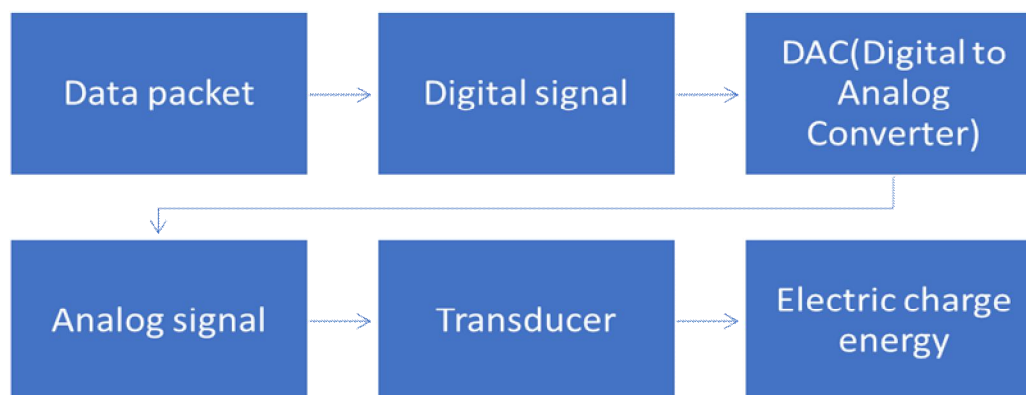 Data packet
Digital signal
DAC(Digital to
Analog
Converter)
Analog signal
Transducer
Electric charge
energy